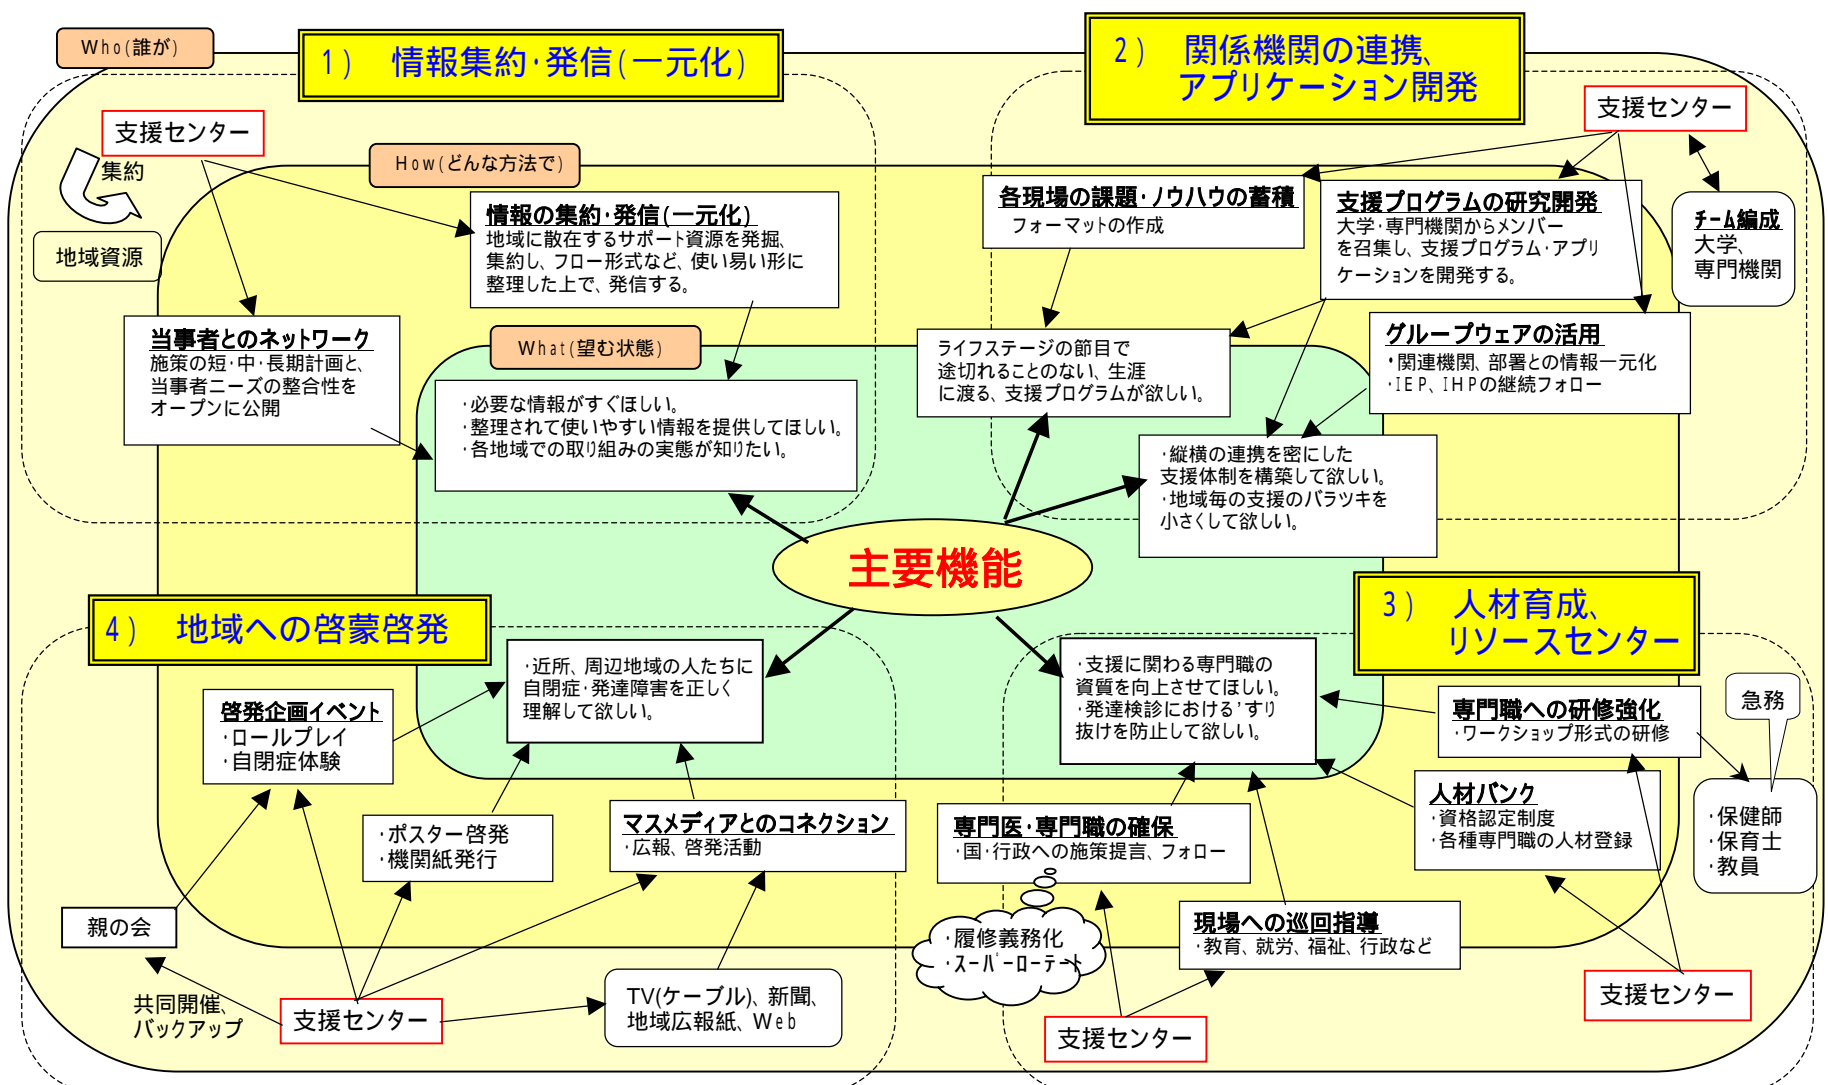 Who(誰が)
1) 情報集約・発信(一元化)
2) 関係機関の連携、
アプリケーション開発
支援センター
集約
地域資源
How(どんな方法で)
情報の集約・発信(一元化)
地域に散在するサポート資源を発掘、
集約し、フロー形式など、使い易い形に
整理した上で、発信する。
当事者とのネットワーク
施策の短・中・長期計画と、
当事者ニーズの整合性を
オープンに公開
What(望む状態)
・必要な情報がすぐほしい。
・整理されて使いやすい情報を提供してほしい。
・各地域での取り組みの実態が知りたい。
支援センター
各現場の課題・ノウハウの蓄積
フォーマットの作成
支援プログラムの研究開発
大学・専門機関からメンバー
を召集し、支援プログラム・アプリ
ケーションを開発する。
チーム編成
大学、
専門機関
グループウェアの活用
・関連機関、部署との情報一元化
・IEP、IHPの継続フォロー
ライフステージの節目で
途切れることのない、生涯
に渡る、支援プログラムが欲しい。
・縦横の連携を密にした
支援体制を構築して欲しい。
・地域毎の支援のバラツキを
小さくして欲しい。
主要機能
4) 地域への啓蒙啓発
・近所、周辺地域の人たちに
自閉症・発達障害を正しく
理解して欲しい。
啓発企画イベント
・ロールプレイ
・自閉症体験
・ポスター啓発
・機関紙発行
マスメディアとのコネクション
・広報、啓発活動
親の会
共同開催、
バックアップ
支援センター
TV(ケーブル)、新聞、
地域広報紙、Web
3) 人材育成、
リソースセンター
・支援に関わる専門職の
資質を向上させてほしい。
・発達検診における'すり
抜けを防止して欲しい。
専門職への研修強化
・ワークショップ形式の研修
急務
人材バンク
・資格認定制度
・各種専門職の人材登録
・保健師
・保育士
・教員
専門医・専門職の確保
・国・行政への施策提言、フォロー
・履修義務化
・スーパーローテート
現場への巡回指導
・教育、就労、福祉、行政など
支援センター
支援センター